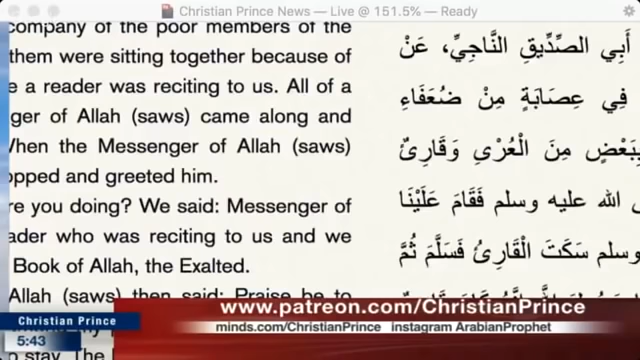 Christian Prince News — Live @ 151.5% — Ready
company of the poor members of the
them were sitting together because of
e a reader was reciting to us. All of a
ger of Allah (saws) came along and
When the Messenger of Allah (saws)
opped and greeted him.
re you doing? We said: Messenger of
ader who was reciting to us and we
Book of Allah, the Exalted.
Allah (saws) then said: Praise be to
o stay. The
أَبِي الصِّدِّيقِ النَّاجِيِّ، عَنْ
فِي عِصَابَةٍ مِنْ ضُعَفَاءِ
بِبَعْضٍ مِنَ الْعُرْىِ وَقَارِئٌ
الله عليه وسلم فَقَامَ عَلَيْنَا
وسلم سَكَتَ الْقَارِئُ فَسَلَّمَ ثُمَّ
www.patreon.com/ChristianPrince
Christian Prince
minds.com/ChristianPrince instagram ArabianProphet
5:43